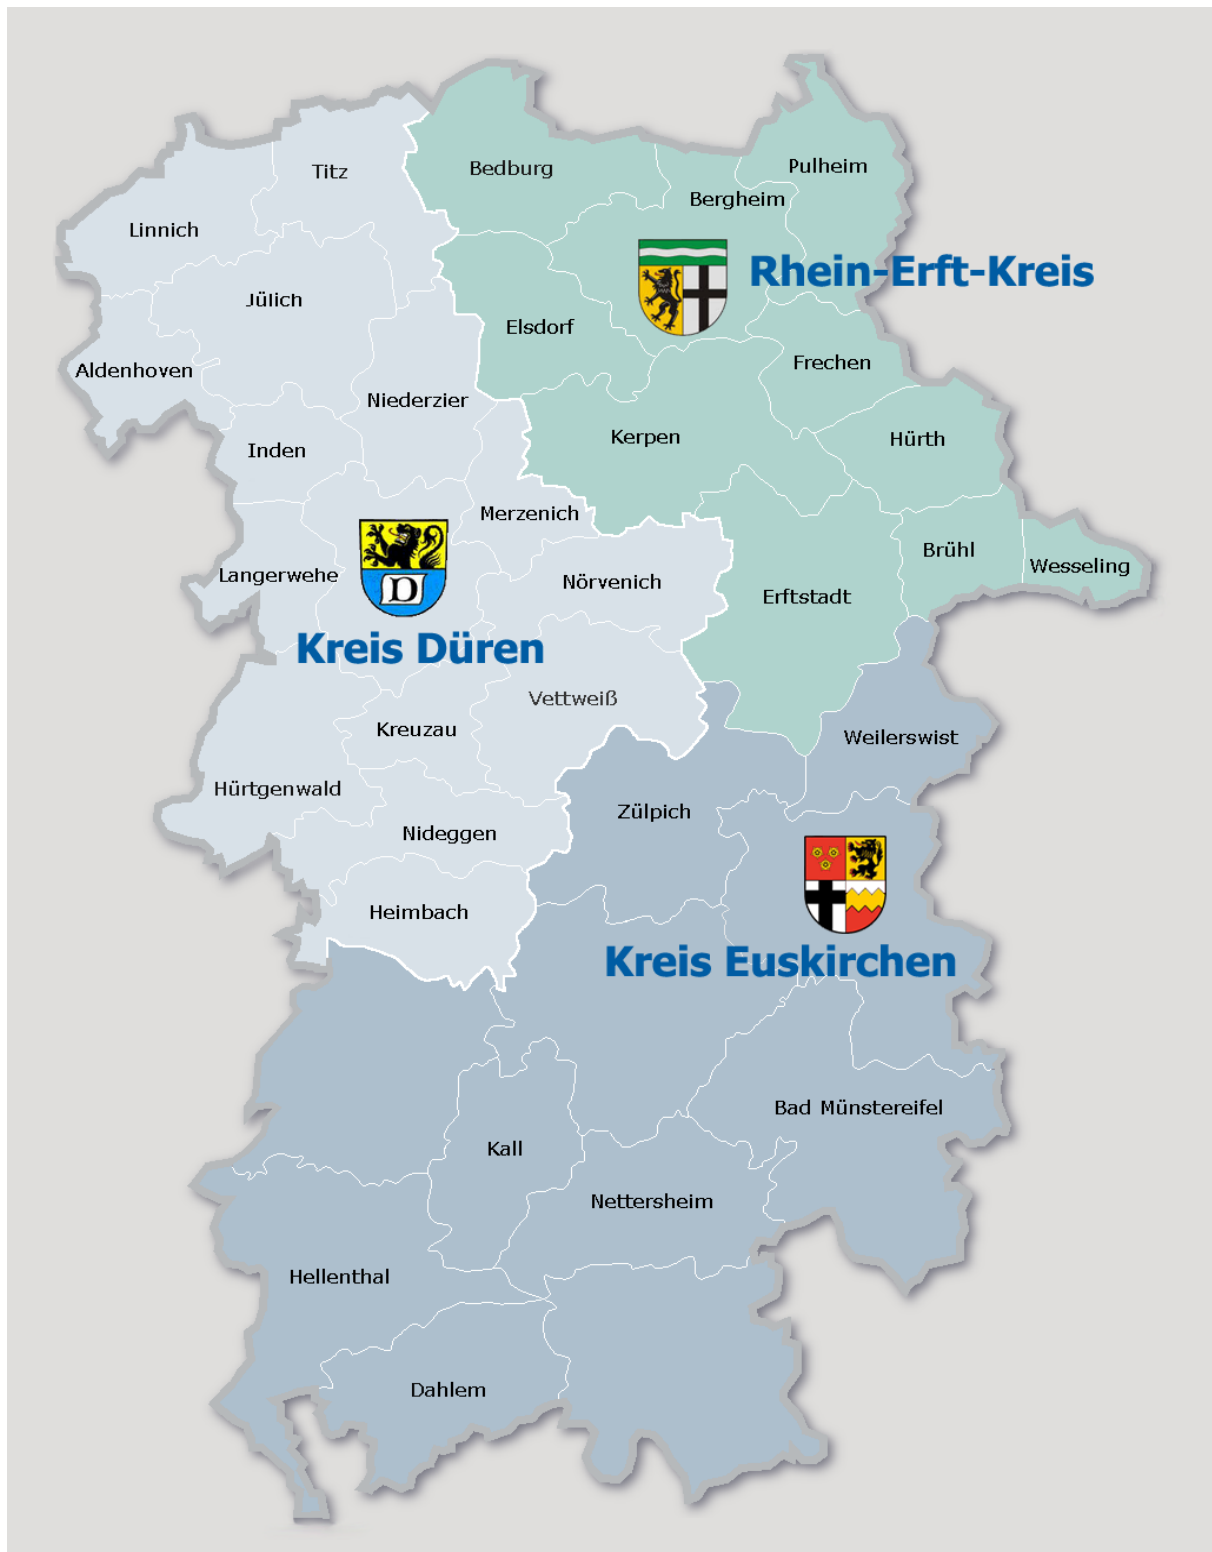 Titz
Bedburg
Pulheim
Bergheim
Linnich
Rhein-Erft-Kreis
Jülich
Elsdorf
Frechen
Aldenhoven
Niederzier
Kerpen
Hürth
Inden
Merzenich
Brühl
Wesseling
Langerwehe
Nörvenich
Erftstadt
D
Kreis Düren
Vettweiß
Kreuzau
Weilerswist
Hürtgenwald
Zülpich
Nideggen
Heimbach
Kreis Euskirchen
Bad Münstereifel
Kall
Nettersheim
Hellenthal
Dahlem